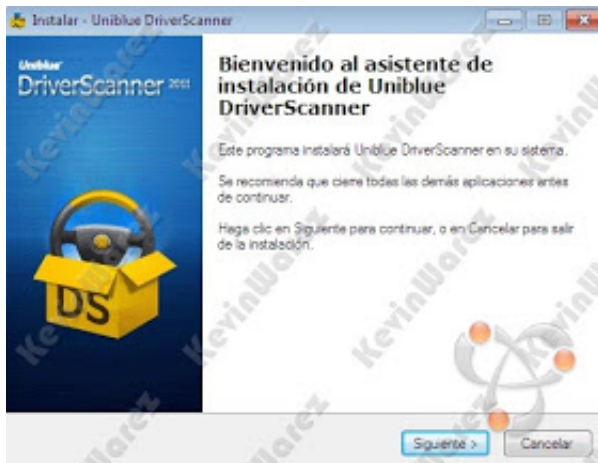 Instalar - Uniblue DriverScanner
Uniblue
DriverScanner 2011
Bienvenido al asistente de
instalación de Uniblue
DriverScanner
Este programa instalará Uniblue DriverScanner en su sistema.
Se recomienda que cierre todas las demás aplicaciones antes
de continuar.
Haga clic en Siguiente para continuar, o en Cancelar para salir
de la instalación.
DS
Siguiente >
Cancelar
KevinWarez